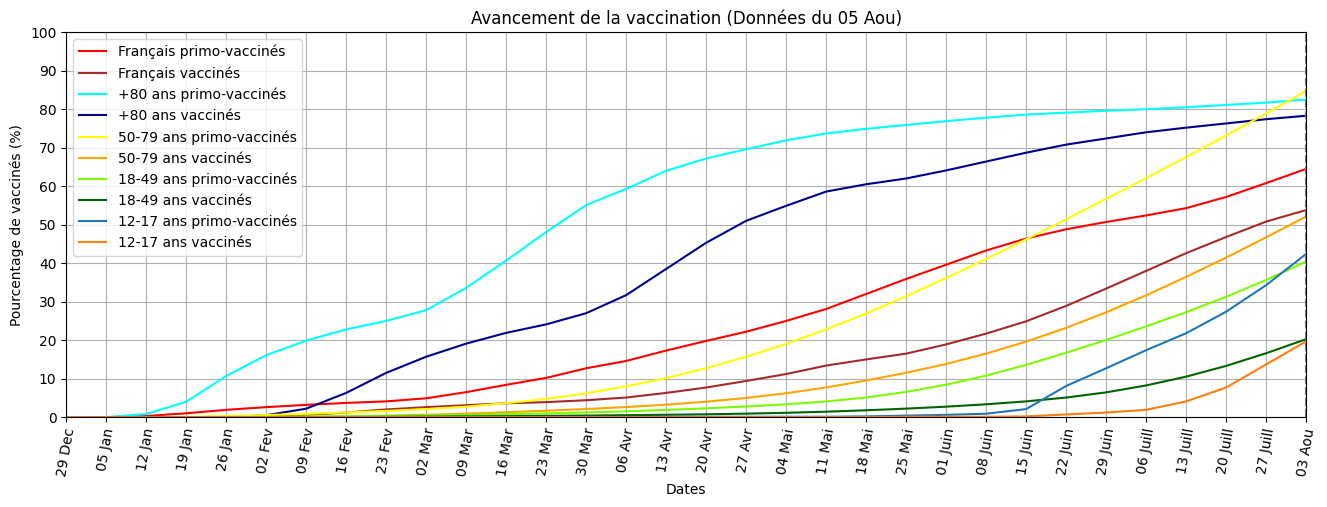 Avancement de la vaccination (Données du 05 Aou)
Pourcentage de vaccinés (%)
100
90
80
70
60
50
40
30
20
10
0
Français primo-vaccinés
Français vaccinés
+80 ans primo-vaccinés
+80 ans vaccinés
50-79 ans primo-vaccinés
50-79 ans vaccinés
18-49 ans primo-vaccinés
18-49 ans vaccinés
12-17 ans primo-vaccinés
12-17 ans vaccinés
29 Dec
05 Jan
12 Jan
19 Jan
26 Jan
02 Fev
09 Fev
16 Fev
23 Fev
02 Mar
09 Mar
16 Mar
23 Mar
30 Mar
06 Avr
13 Avr
20 Avr
27 Avr
04 Mai
11 Mai
18 Mai
25 Mai
01 Juin
08 Juin
15 Juin
22 Juin
29 Juin
06 Juill
13 Juill
20 Juill
27 Juill
03 Aou
Dates